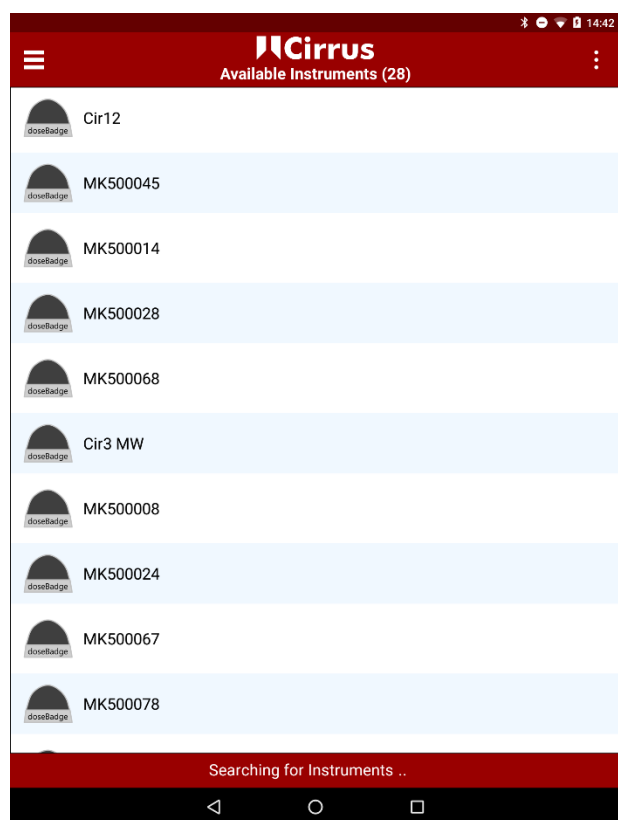 14:42
Cirrus
Available Instruments (28)
doseBadge
Cir12
doseBadge
MK500045
doseBadge
MK500014
doseBadge
MK500028
doseBadge
MK500068
doseBadge
Cir3 MW
doseBadge
MK500008
doseBadge
MK500024
doseBadge
MK500067
doseBadge
MK500078
Searching for Instruments ..